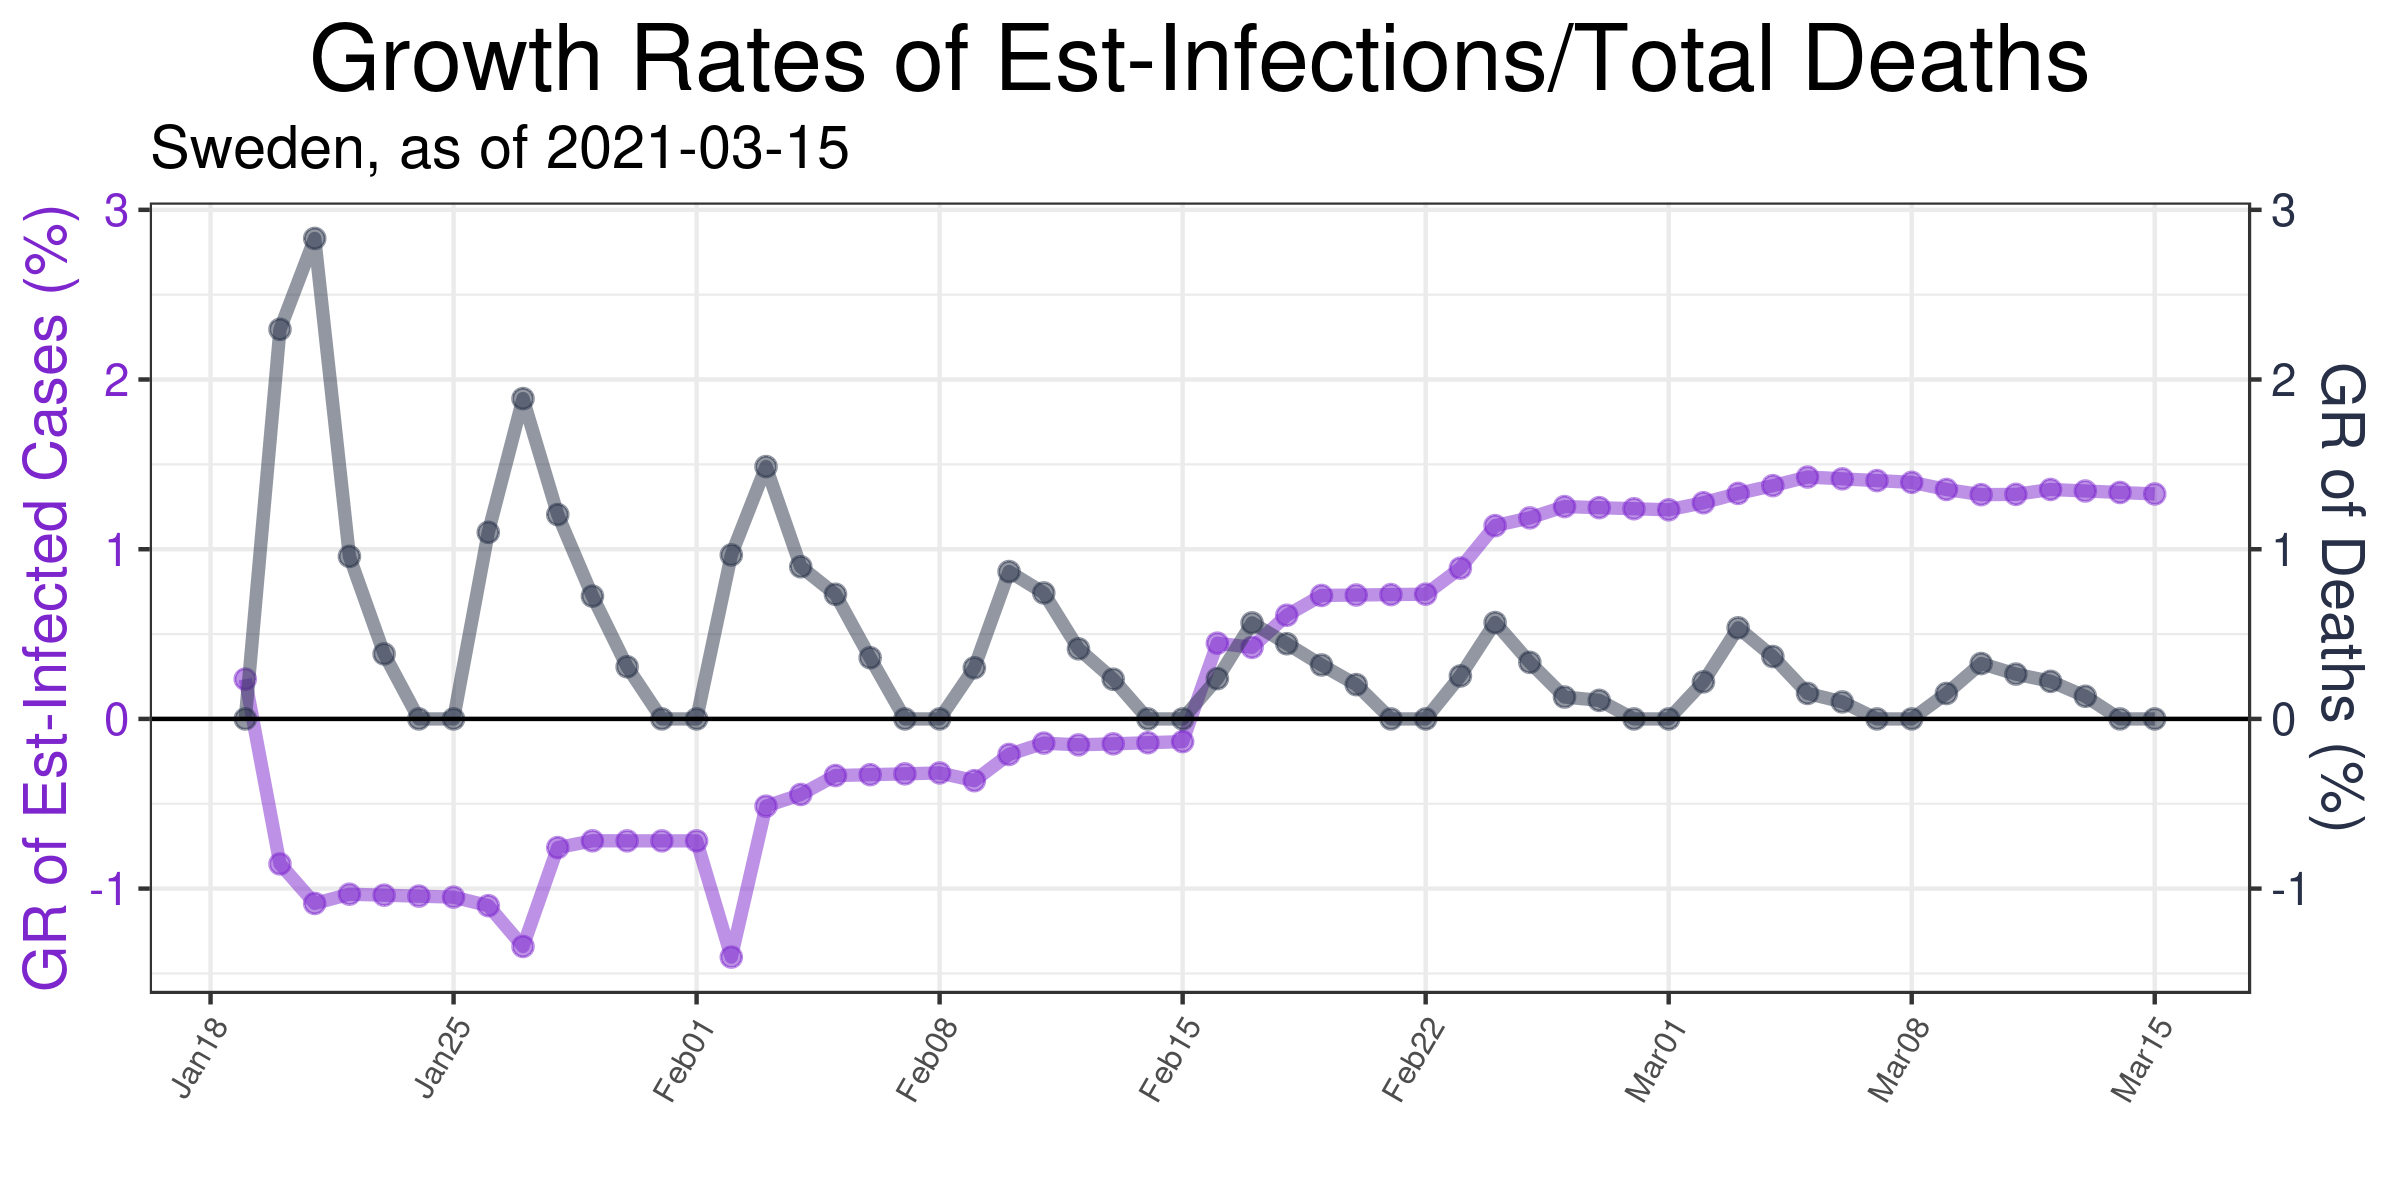 Growth Rates of Est-Infections/Total Deaths
Sweden, as of 2021-03-15
GR of Est-Infected Cases (%)
3
2
1
0
-1
3
2
1
0
-1
GR of Deaths (%)
Jan18
Jan25
Feb01
Feb08
Feb15
Feb22
Mar01
Mar08
Mar15